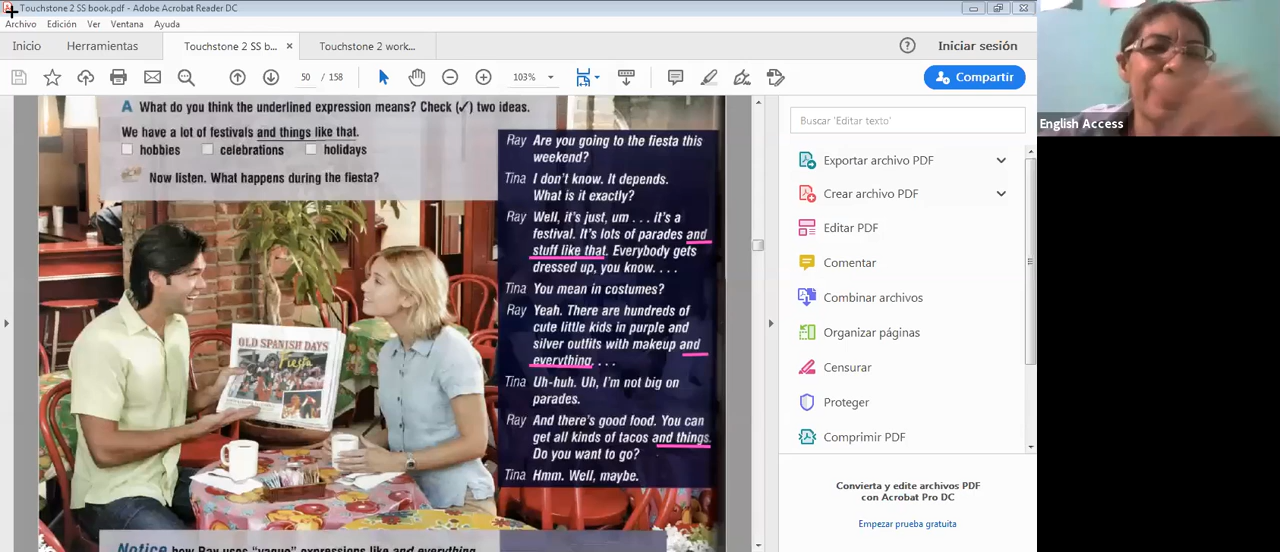 Touchstone 2 SS book.pdf - Adobe Acrobat Reader DC
Archivo Edición Ver Ventana Ayuda
Inicio Herramientas Touchstone 2 SS b... × Touchstone 2 work... Iniciar sesión
50 / 158 103% Compartir
A What do you think the underlined expression means? Check (✓) two ideas.
We have a lot of festivals and things like that.
hobbies celebrations holidays
Now listen. What happens during the fiesta?
Ray Are you going to the fiesta this
weekend?
Tina I don't know. It depends.
What is it exactly?
Ray Well, it's just, um . . . it's a
festival. It's lots of parades and
stuff like that. Everybody gets
dressed up, you know. . . .
Tina You mean in costumes?
Ray Yeah. There are hundreds of
cute little kids in purple and
silver outfits with makeup and
everything. . . .
Tina Uh-huh. Uh, I'm not big on
parades.
Ray And there's good food. You can
get all kinds of tacos and things.
Do you want to go?
Tina Hmm. Well, maybe.
OLD SPANISH DAYS
Fiesta
Notice how Ray uses "vague" expressions like and everything,
Buscar 'Editar texto'
Exportar archivo PDF
Crear archivo PDF
Editar PDF
Comentar
Combinar archivos
Organizar páginas
Censurar
Proteger
Comprimir PDF
Convierta y edite archivos PDF
con Acrobat Pro DC
Empezar prueba gratuita
English Access